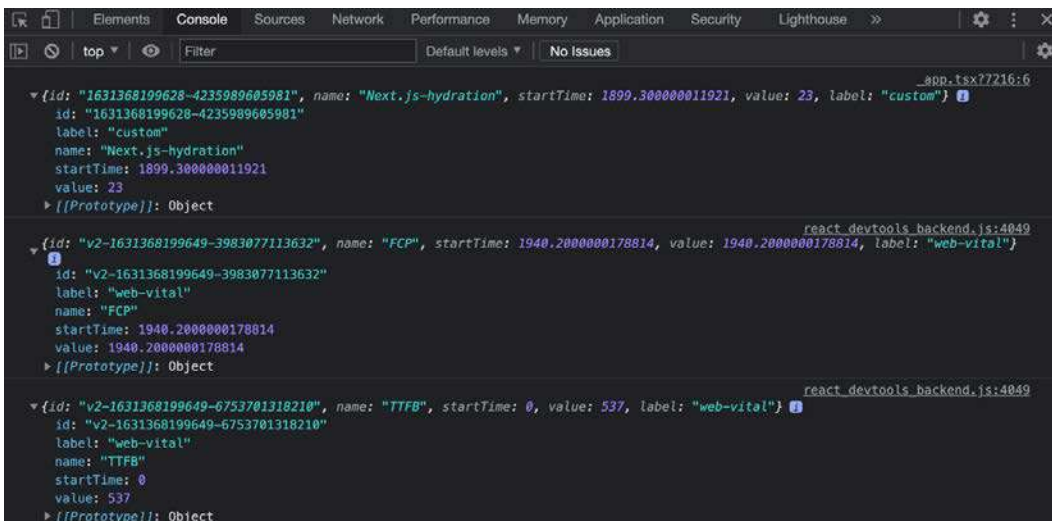 Elements Console Sources Network Performance Memory Application Security Lighthouse »
top ▼ Filter Default levels ▼ No Issues
_app.tsx?7216:6
▼{id: "1631368199628-4235989605981", name: "Next.js-hydration", startTime: 1899.300000011921, value: 23, label: "custom"} i
id: "1631368199628-4235989605981"
label: "custom"
name: "Next.js-hydration"
startTime: 1899.300000011921
value: 23
▶ [[Prototype]]: Object
react_devtools_backend.js:4049
▼{id: "v2-1631368199649-3983077113632", name: "FCP", startTime: 1940.2000000178814, value: 1940.2000000178814, label: "web-vital"}
i
id: "v2-1631368199649-3983077113632"
label: "web-vital"
name: "FCP"
startTime: 1940.2000000178814
value: 1940.2000000178814
▶ [[Prototype]]: Object
react_devtools_backend.js:4049
▼{id: "v2-1631368199649-6753701318210", name: "TTFB", startTime: 0, value: 537, label: "web-vital"} i
id: "v2-1631368199649-6753701318210"
label: "web-vital"
name: "TTFB"
startTime: 0
value: 537
▶ [[Prototype]]: Object